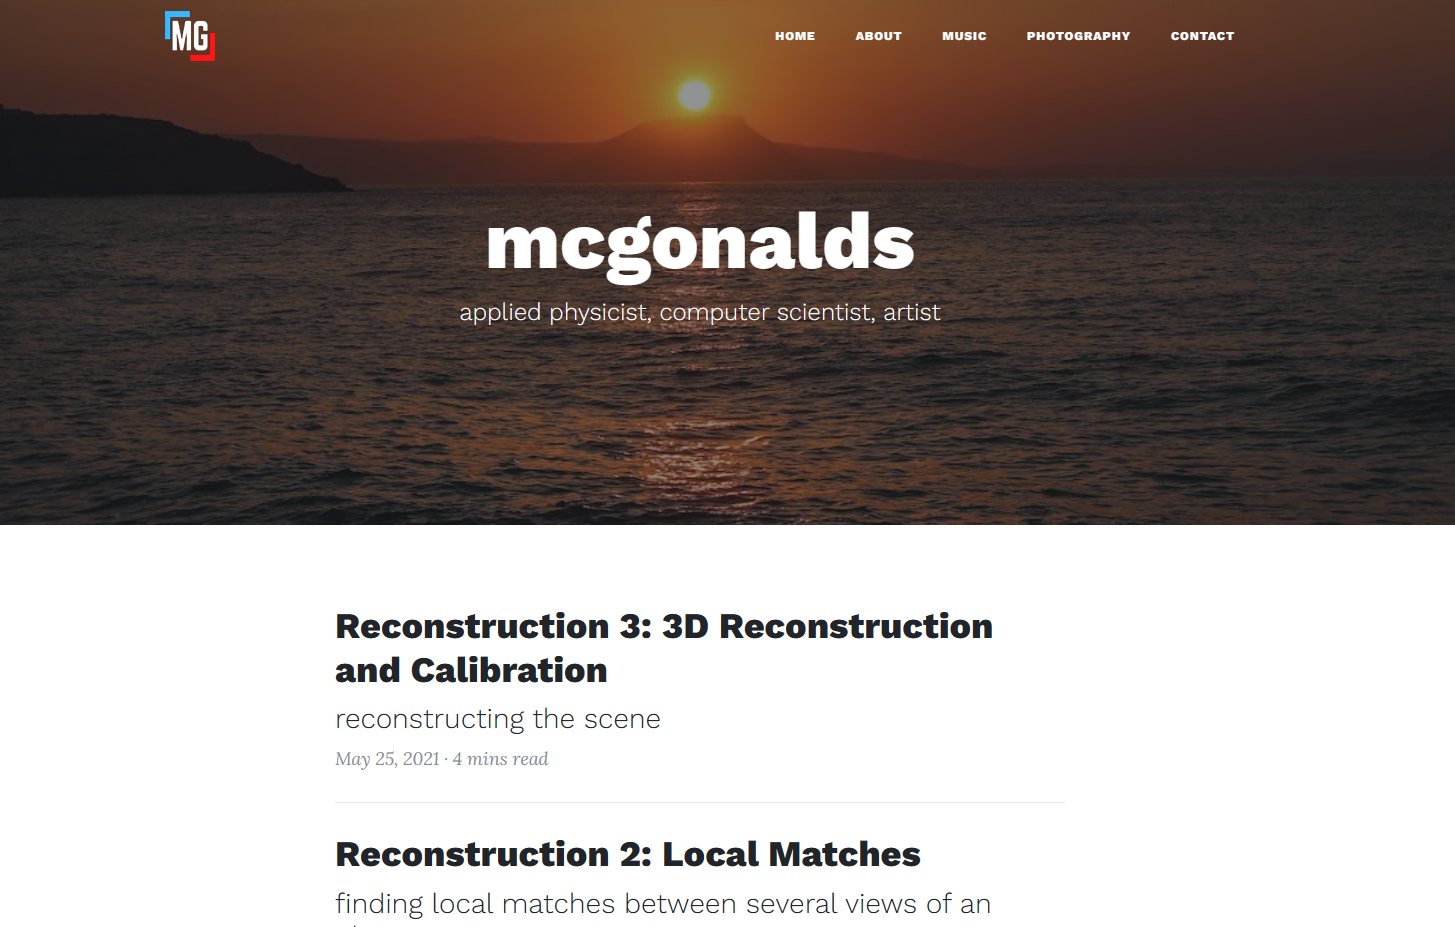 MG
HOME ABOUT MUSIC PHOTOGRAPHY CONTACT
mcgonalds
applied physicist, computer scientist, artist
Reconstruction 3: 3D Reconstruction
and Calibration
reconstructing the scene
May 25, 2021 · 4 mins read
Reconstruction 2: Local Matches
finding local matches between several views of an